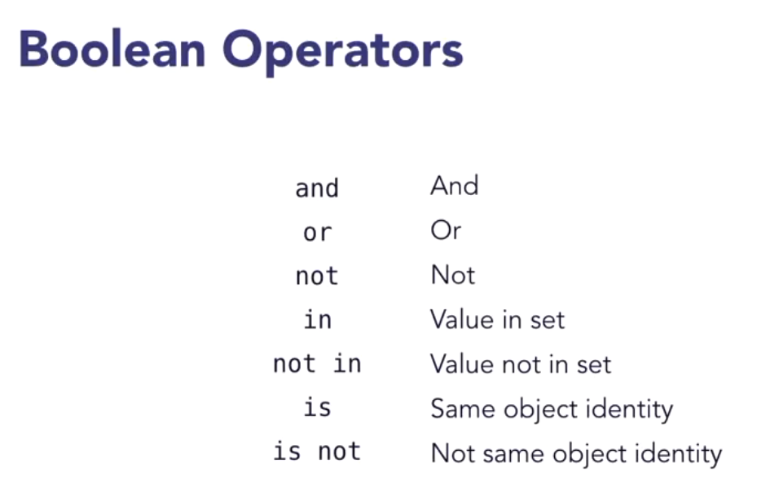 Boolean Operators
and And
or Or
not Not
in Value in set
not in Value not in set
is Same object identity
is not Not same object identity